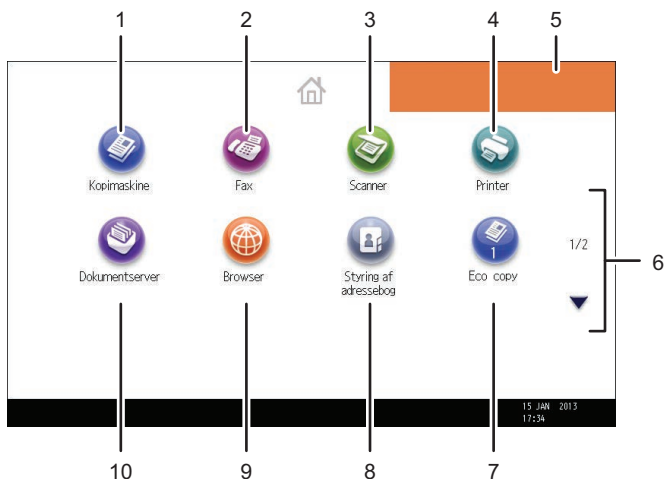 1 2 3 4 5
Kopimaskine Fax Scanner Printer
Dokumentserver Browser Styring af
adressebog 1 Eco copy
1/2
6
15 JAN 2013
17:34
10 9 8 7